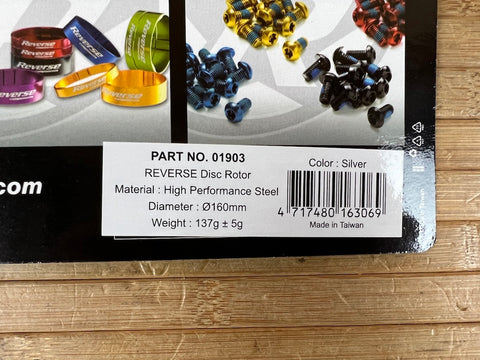 Reverse
Reverse
Reverse
Reverse
Reverse
.com
PART NO. 01903
REVERSE Disc Rotor
Material : High Performance Steel
Diameter : Ø160mm
Weight : 137g ± 5g
Color : Silver
4 717480 163069
Made in Taiwan